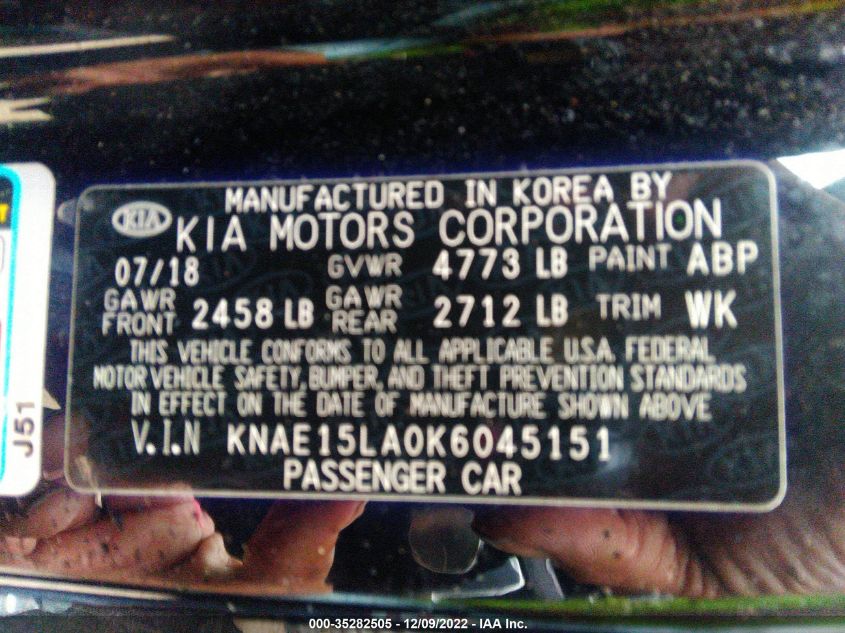 MANUFACTURED IN KOREA BY
KIA KIA MOTORS CORPORATION
07/18 GVWR 4773 LB PAINT ABP
GAWR FRONT 2458 LB GAWR REAR 2712 LB TRIM WK
THIS VEHICLE CONFORMS TO ALL APPLICABLE U.S.A. FEDERAL
MOTOR VEHICLE SAFETY, BUMPER, AND THEFT PREVENTION STANDARDS
IN EFFECT ON THE DATE OF MANUFACTURE SHOWN ABOVE
V.I.N KNAE15LA0K6045151
PASSENGER CAR
J51
000-35282505 - 12/09/2022 - IAA Inc.